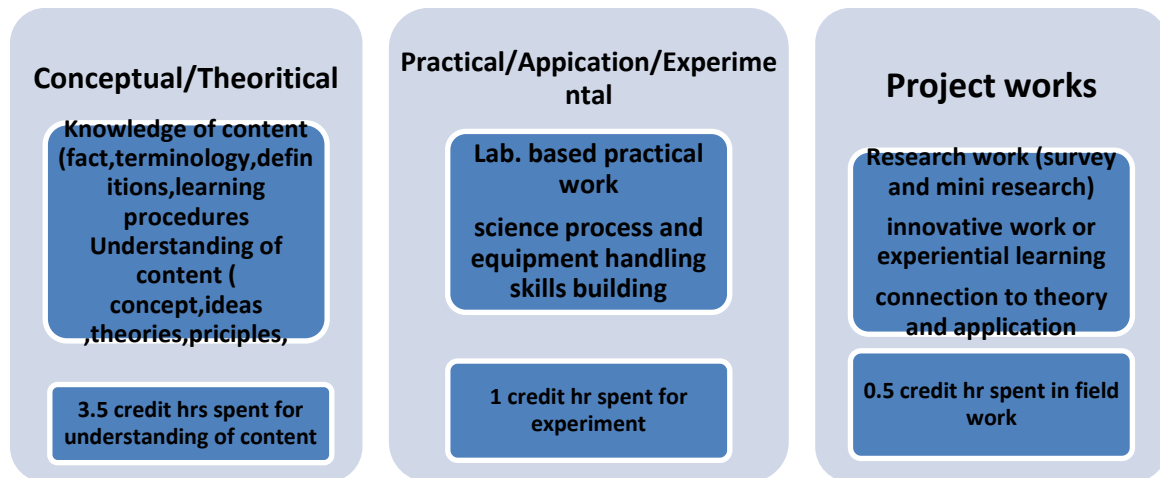 Conceptual/Theoritical
Knowledge of content
(fact,terminology,defin
itions,learning
procedures
Understanding of
content (
concept,ideas
,theories,priciples,
3.5 credit hrs spent for
understanding of content
Practical/Appication/Experime
ntal
Lab. based practical
work
science process and
equipment handling
skills building
1 credit hr spent for
experiment
Project works
Research work (survey
and mini research)
innovative work or
experiential learning
connection to theory
and application
0.5 credit hr spent in field
work